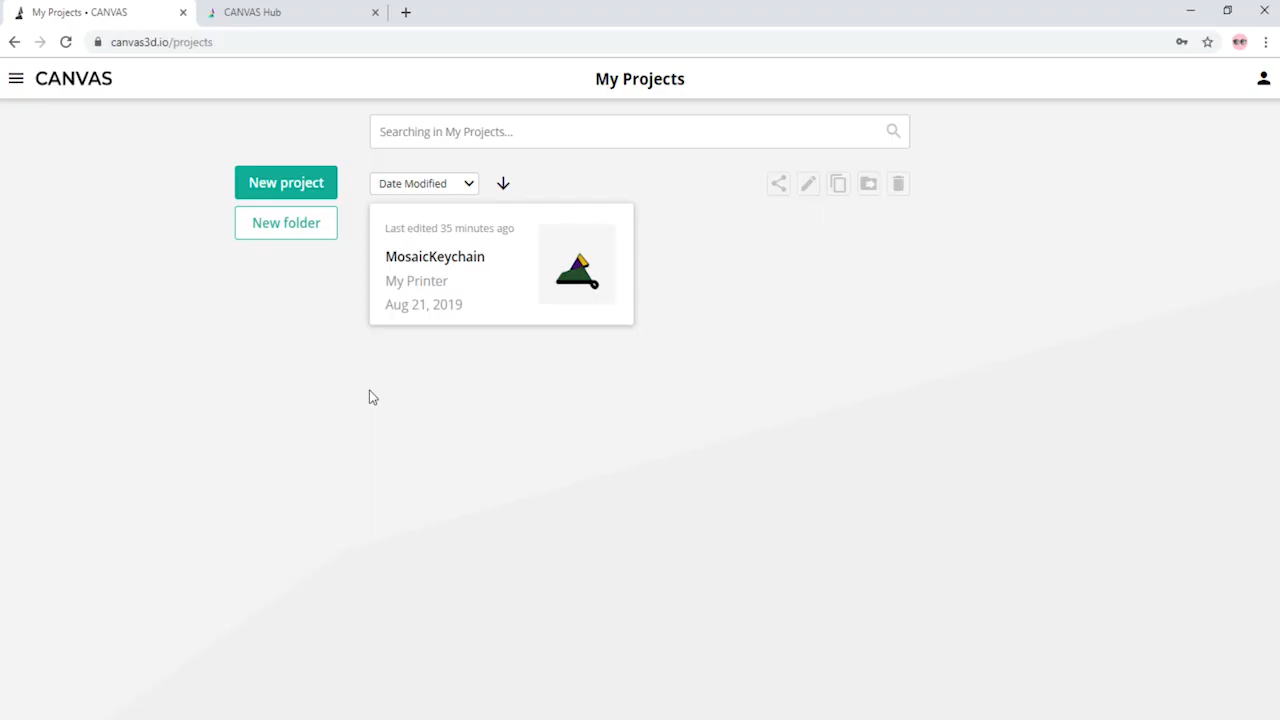 My Projects • CANVAS
CANVAS Hub
canvas3d.io/projects
CANVAS
My Projects
Searching in My Projects...
New project
Date Modified
New folder
Last edited 35 minutes ago
MosaicKeychain
My Printer
Aug 21, 2019